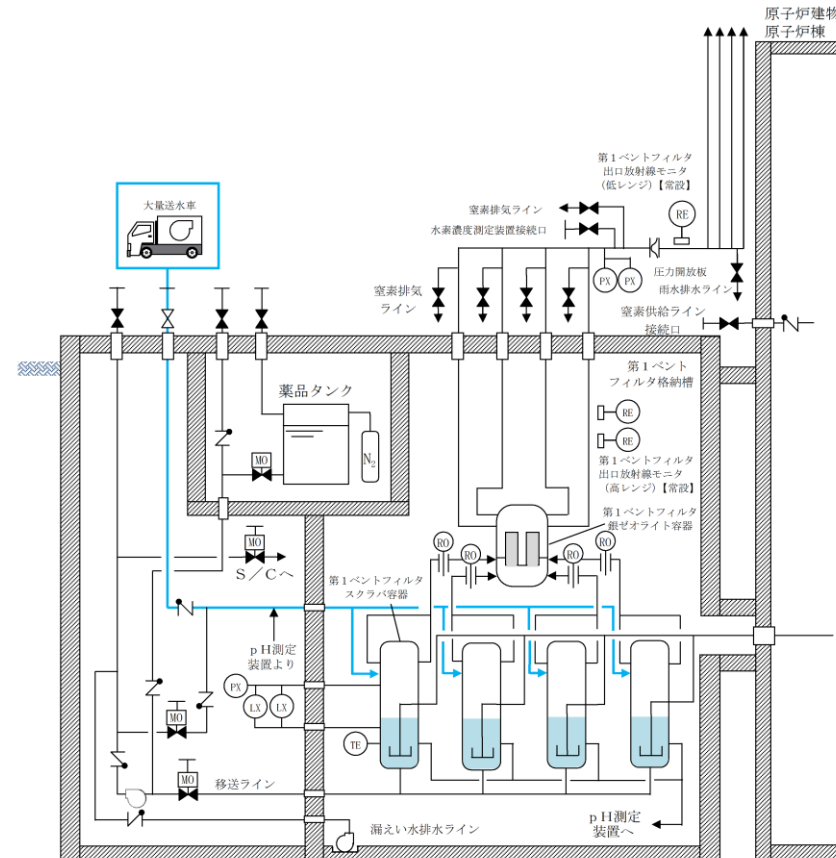 原子炉建物
原子炉棟
第１ベントフィルタ
出口放射線モニタ
(低レンジ)【常設】
RE
大量送水車
窒素排気ライン
水素濃度測定装置接続口
PX
PX
圧力開放板
雨水排水ライン
窒素排気
ライン
窒素供給ライン
接続口
第１ベント
フィルタ格納槽
薬品タンク
N₂
MO
RE
RE
第１ベントフィルタ
出口放射線モニタ
(高レンジ)【常設】
第１ベントフィルタ
銀ゼオライト容器
MO
S／Cへ
RO
RO
RO
RO
第１ベントフィルタ
スクラバ容器
pH測定
装置より
PX
LX
LX
MO
TE
MO
移送ライン
漏えい水排水ライン
pH測定
装置へ